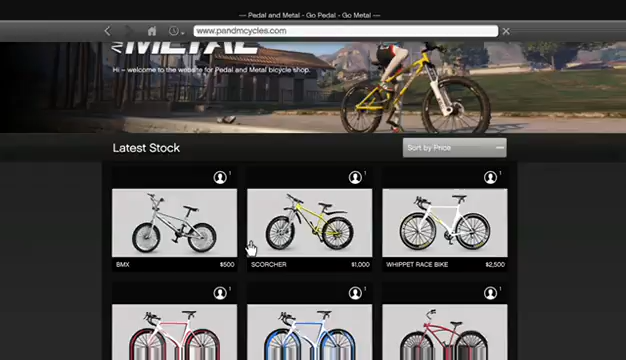 — Pedal and Metal - Go Pedal - Go Metal —
www.pandmcycles.com
METAL
Hi – welcome to the website for Pedal and Metal bicycle shop.
Latest Stock
Sort by Price
1
1
1
BMX $500
SCORCHER $1,000
WHIPPET RACE BIKE $2,500
1
1
1